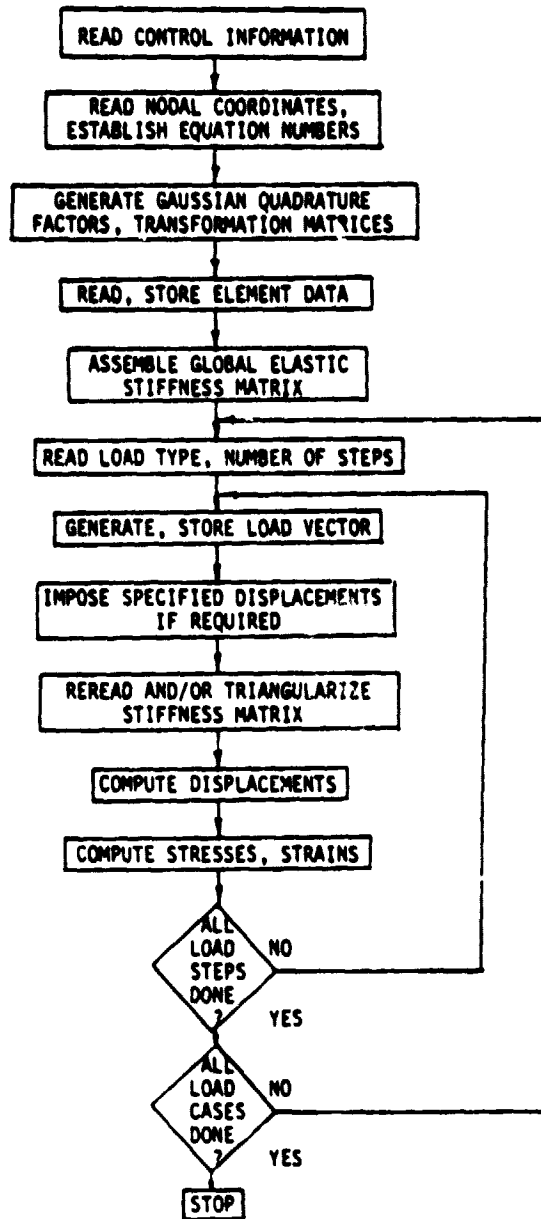 READ CONTROL INFORMATION
READ NODAL COORDINATES,
ESTABLISH EQUATION NUMBERS
GENERATE GAUSSIAN QUADRATURE
FACTORS, TRANSFORMATION MATRICES
READ, STORE ELEMENT DATA
ASSEMBLE GLOBAL ELASTIC
STIFFNESS MATRIX
READ LOAD TYPE, NUMBER OF STEPS
GENERATE, STORE LOAD VECTOR
IMPOSE SPECIFIED DISPLACEMENTS
IF REQUIRED
REREAD AND/OR TRIANGULARIZE
STIFFNESS MATRIX
COMPUTE DISPLACEMENTS
COMPUTE STRESSES, STRAINS
ALL
LOAD NO
STEPS
DONE
? YES
ALL
LOAD NO
CASES
DONE
? YES
STOP